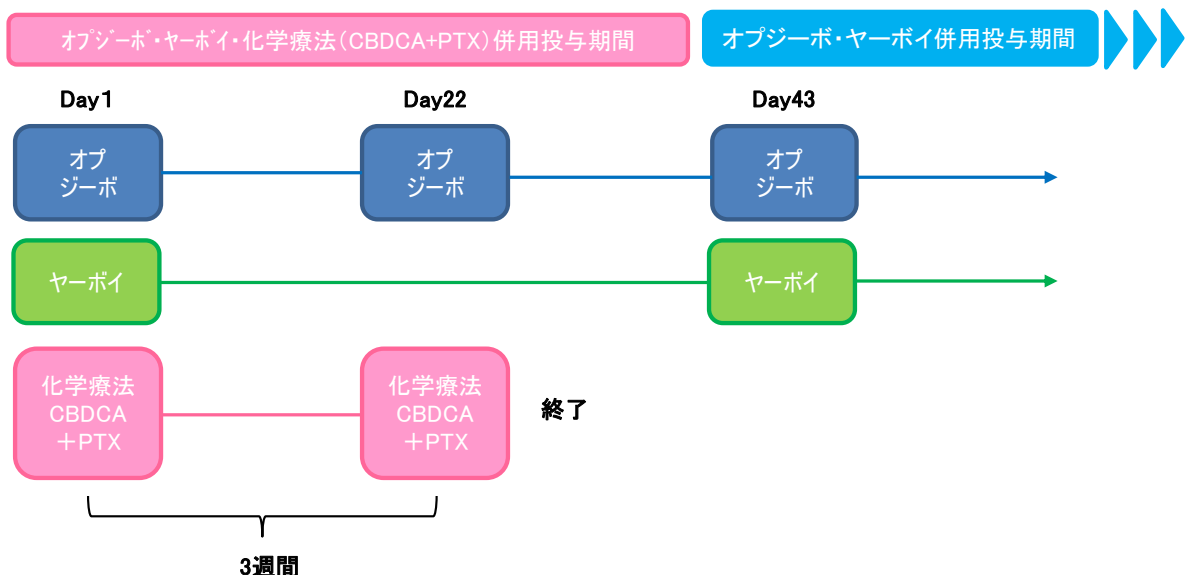 ｵﾌﾟｼﾞｰﾎﾞ・ﾔｰﾎﾞｲ・化学療法（CBDCA+PTX）併用投与期間
オプジーボ・ヤーボイ併用投与期間
Day１
Day22
Day43
オプ
ジーボ
オプ
ジーボ
オプ
ジーボ
ヤーボイ
ヤーボイ
化学療法
CBDCA
＋PTX
化学療法
CBDCA
＋PTX
終了
3週間